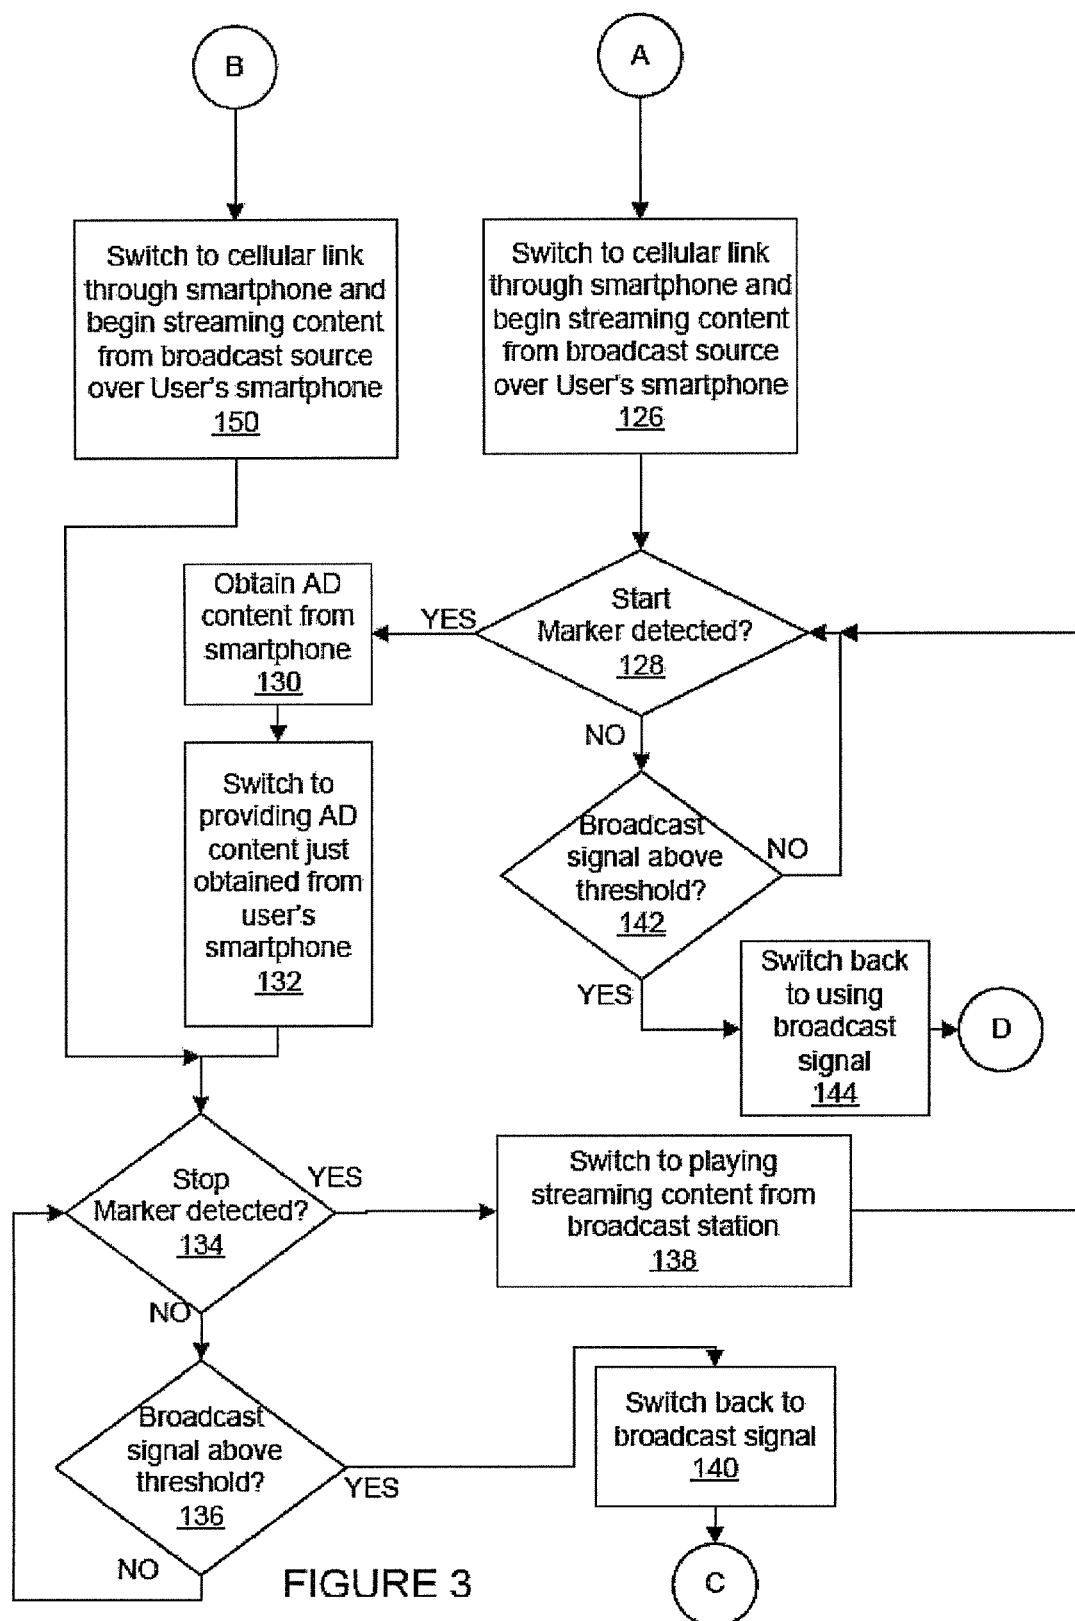 B
A
Switch to cellular link
through smartphone and
begin streaming content
from broadcast source
over User's smartphone
150
Switch to cellular link
through smartphone and
begin streaming content
from broadcast source
over User's smartphone
126
Obtain AD
content from
smartphone
130
YES
Start
Marker detected?
128
NO
Switch to
providing AD
content just
obtained from
user's
smartphone
132
Broadcast
signal above
threshold?
142
NO
YES
Switch back
to using
broadcast
signal
144
D
Stop
Marker detected?
134
YES
NO
Switch to playing
streaming content from
broadcast station
138
Broadcast
signal above
threshold?
136
YES
NO
Switch back to
broadcast signal
140
C
FIGURE 3